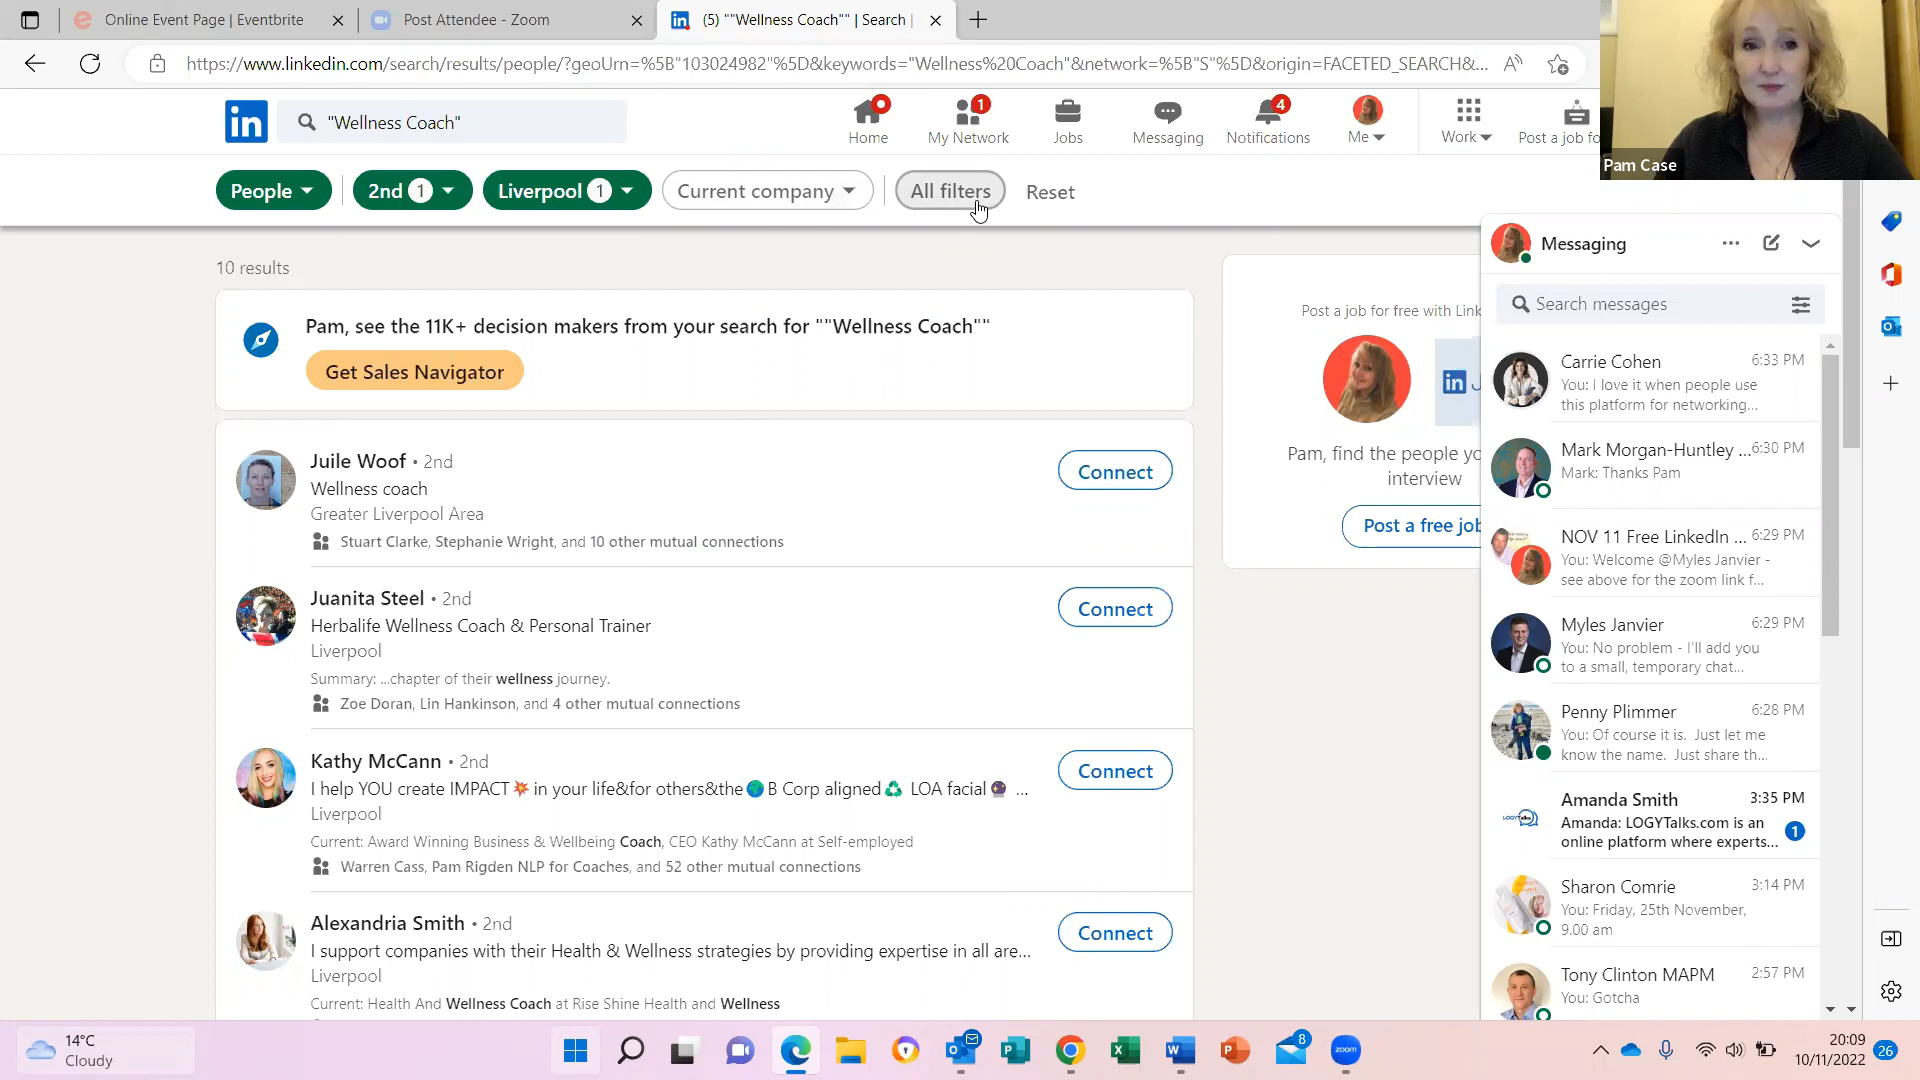 Online Event Page | Eventbrite
Post Attendee - Zoom
(5) ""Wellness Coach"" | Search |
https://www.linkedin.com/search/results/people/?geoUrn=%5B"103024982"%5D&keywords="Wellness%20Coach"&network=%5B"S"%5D&origin=FACETED_SEARCH&...
Pam Case
in
"Wellness Coach"
Home
1
My Network
Jobs
Messaging
4
Notifications
Me
Work
Post a job fo
People
2nd 1
Liverpool 1
Current company
All filters
Reset
10 results
Pam, see the 11K+ decision makers from your search for ""Wellness Coach""
Get Sales Navigator
Juile Woof • 2nd
Wellness coach
Greater Liverpool Area
Stuart Clarke, Stephanie Wright, and 10 other mutual connections
Connect
Juanita Steel • 2nd
Herbalife Wellness Coach & Personal Trainer
Liverpool
Summary: ...chapter of their wellness journey.
Zoe Doran, Lin Hankinson, and 4 other mutual connections
Connect
Kathy McCann • 2nd
I help YOU create IMPACT💥 in your life&for others&the🌍B Corp aligned♻️ LOA facial🔮 ...
Liverpool
Current: Award Winning Business & Wellbeing Coach, CEO Kathy McCann at Self-employed
Warren Cass, Pam Rigden NLP for Coaches, and 52 other mutual connections
Connect
Alexandria Smith • 2nd
I support companies with their Health & Wellness strategies by providing expertise in all are...
Liverpool
Current: Health And Wellness Coach at Rise Shine Health and Wellness
Connect
Post a job for free with Link
in J
Pam, find the people yo
interview
Post a free job
Messaging
Search messages
Carrie Cohen 6:33 PM
You: I love it when people use
this platform for networking...
Mark Morgan-Huntley ... 6:30 PM
Mark: Thanks Pam
NOV 11 Free LinkedIn ... 6:29 PM
You: Welcome @Myles Janvier -
see above for the zoom link f...
Myles Janvier 6:29 PM
You: No problem - I'll add you
to a small, temporary chat...
Penny Plimmer 6:28 PM
You: Of course it is. Just let me
know the name. Just share th...
Amanda Smith 3:35 PM
Amanda: LOGYTalks.com is an
online platform where experts...
1
Sharon Comrie 3:14 PM
You: Friday, 25th November,
9.00 am
Tony Clinton MAPM 2:57 PM
You: Gotcha
14°C
Cloudy
8
zoom
20:09
10/11/2022
26